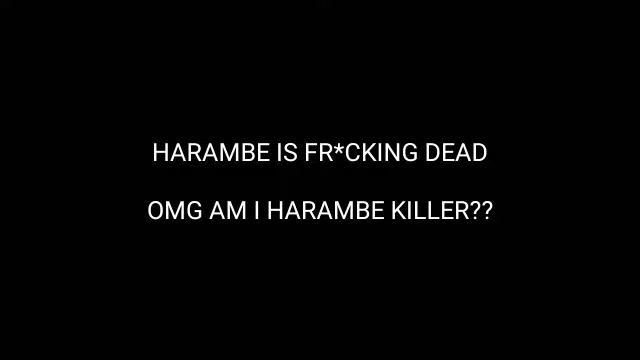 HARAMBE IS FR*CKING DEAD
OMG AM I HARAMBE KILLER??